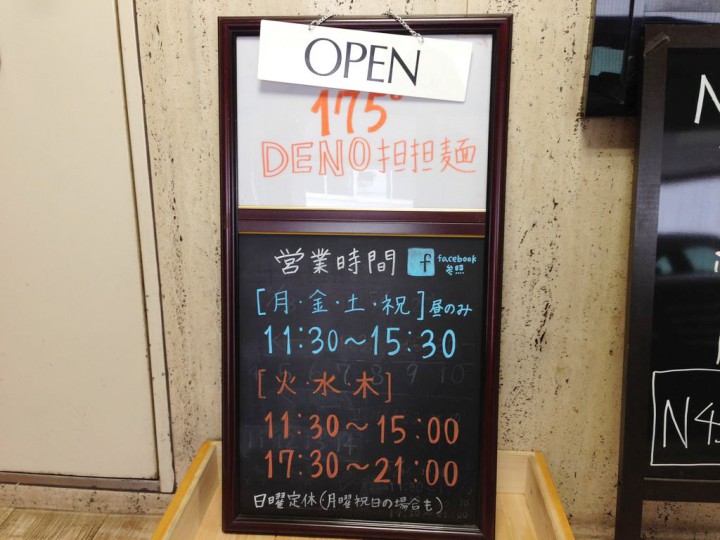 OPEN
175°
DENO担担麺
営業時間 f facebook
参照
[月・金・土・祝]昼のみ
11:30～15:30
[火・水・木]
11:30～15:00
17:30～21:00
日曜定休(月曜祝日の場合も)
N
N4